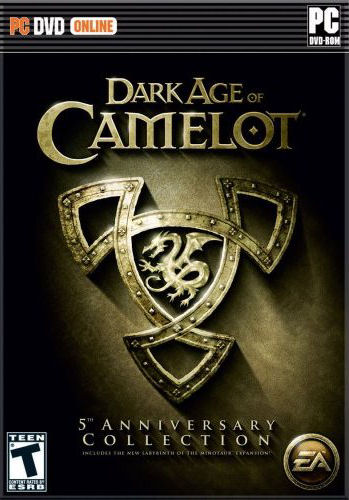 PC DVD ONLINE
PC
DVD-ROM
DARK AGE OF
CAMELOT
5TH ANNIVERSARY
COLLECTION
INCLUDES THE NEW LABYRINTH OF THE MINOTAUR™ EXPANSION!
TEEN
T
CONTENT RATED BY
ESRB
EA